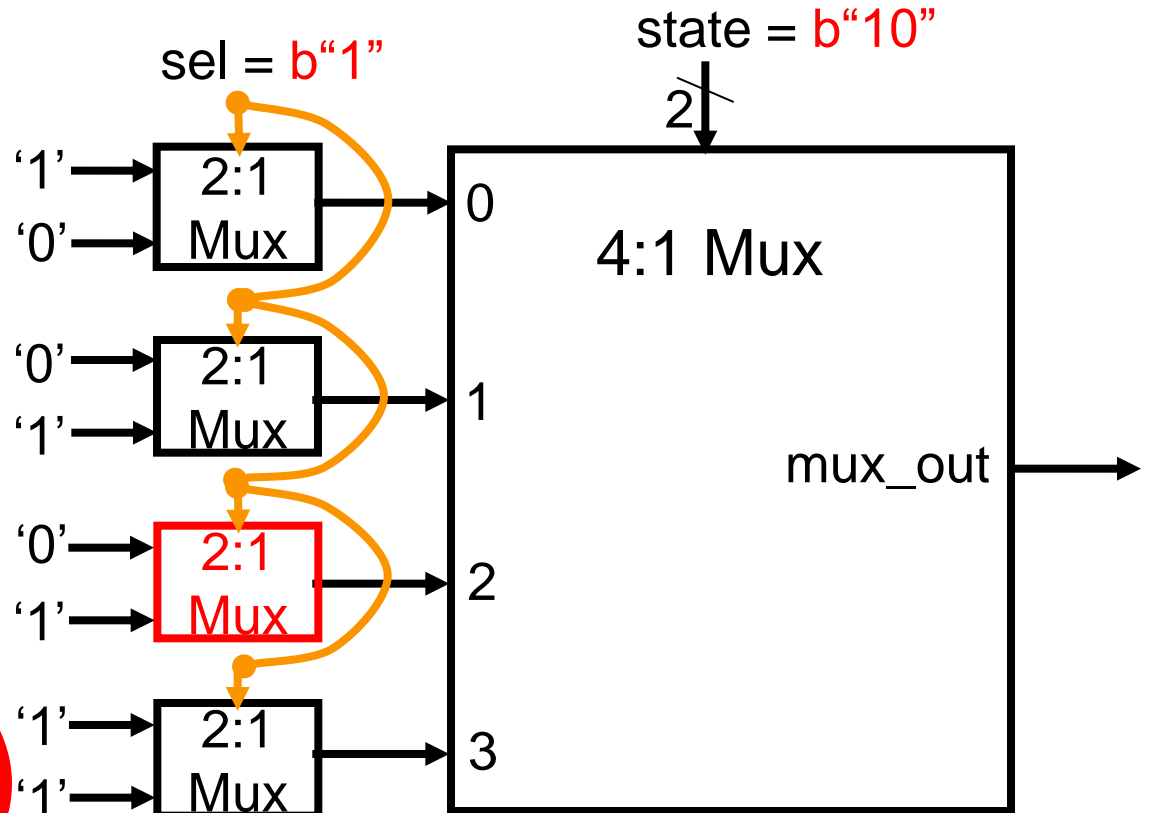 state = b“10”
sel = b“1”
2
‘1’
2:1
‘0’
Mux
0
4:1 Mux
‘0’
2:1
‘1’
Mux
1
mux_out
‘0’
2:1
‘1’
Mux
2
‘1’
2:1
‘1’
Mux
3